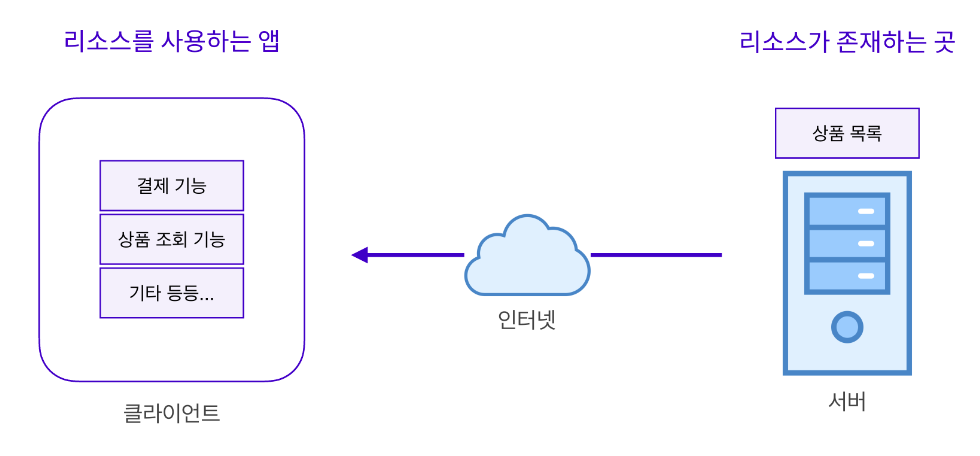 리소스를 사용하는 앱
리소스가 존재하는 곳
상품 목록
결제 기능
상품 조회 기능
기타 등등...
인터넷
클라이언트
서버